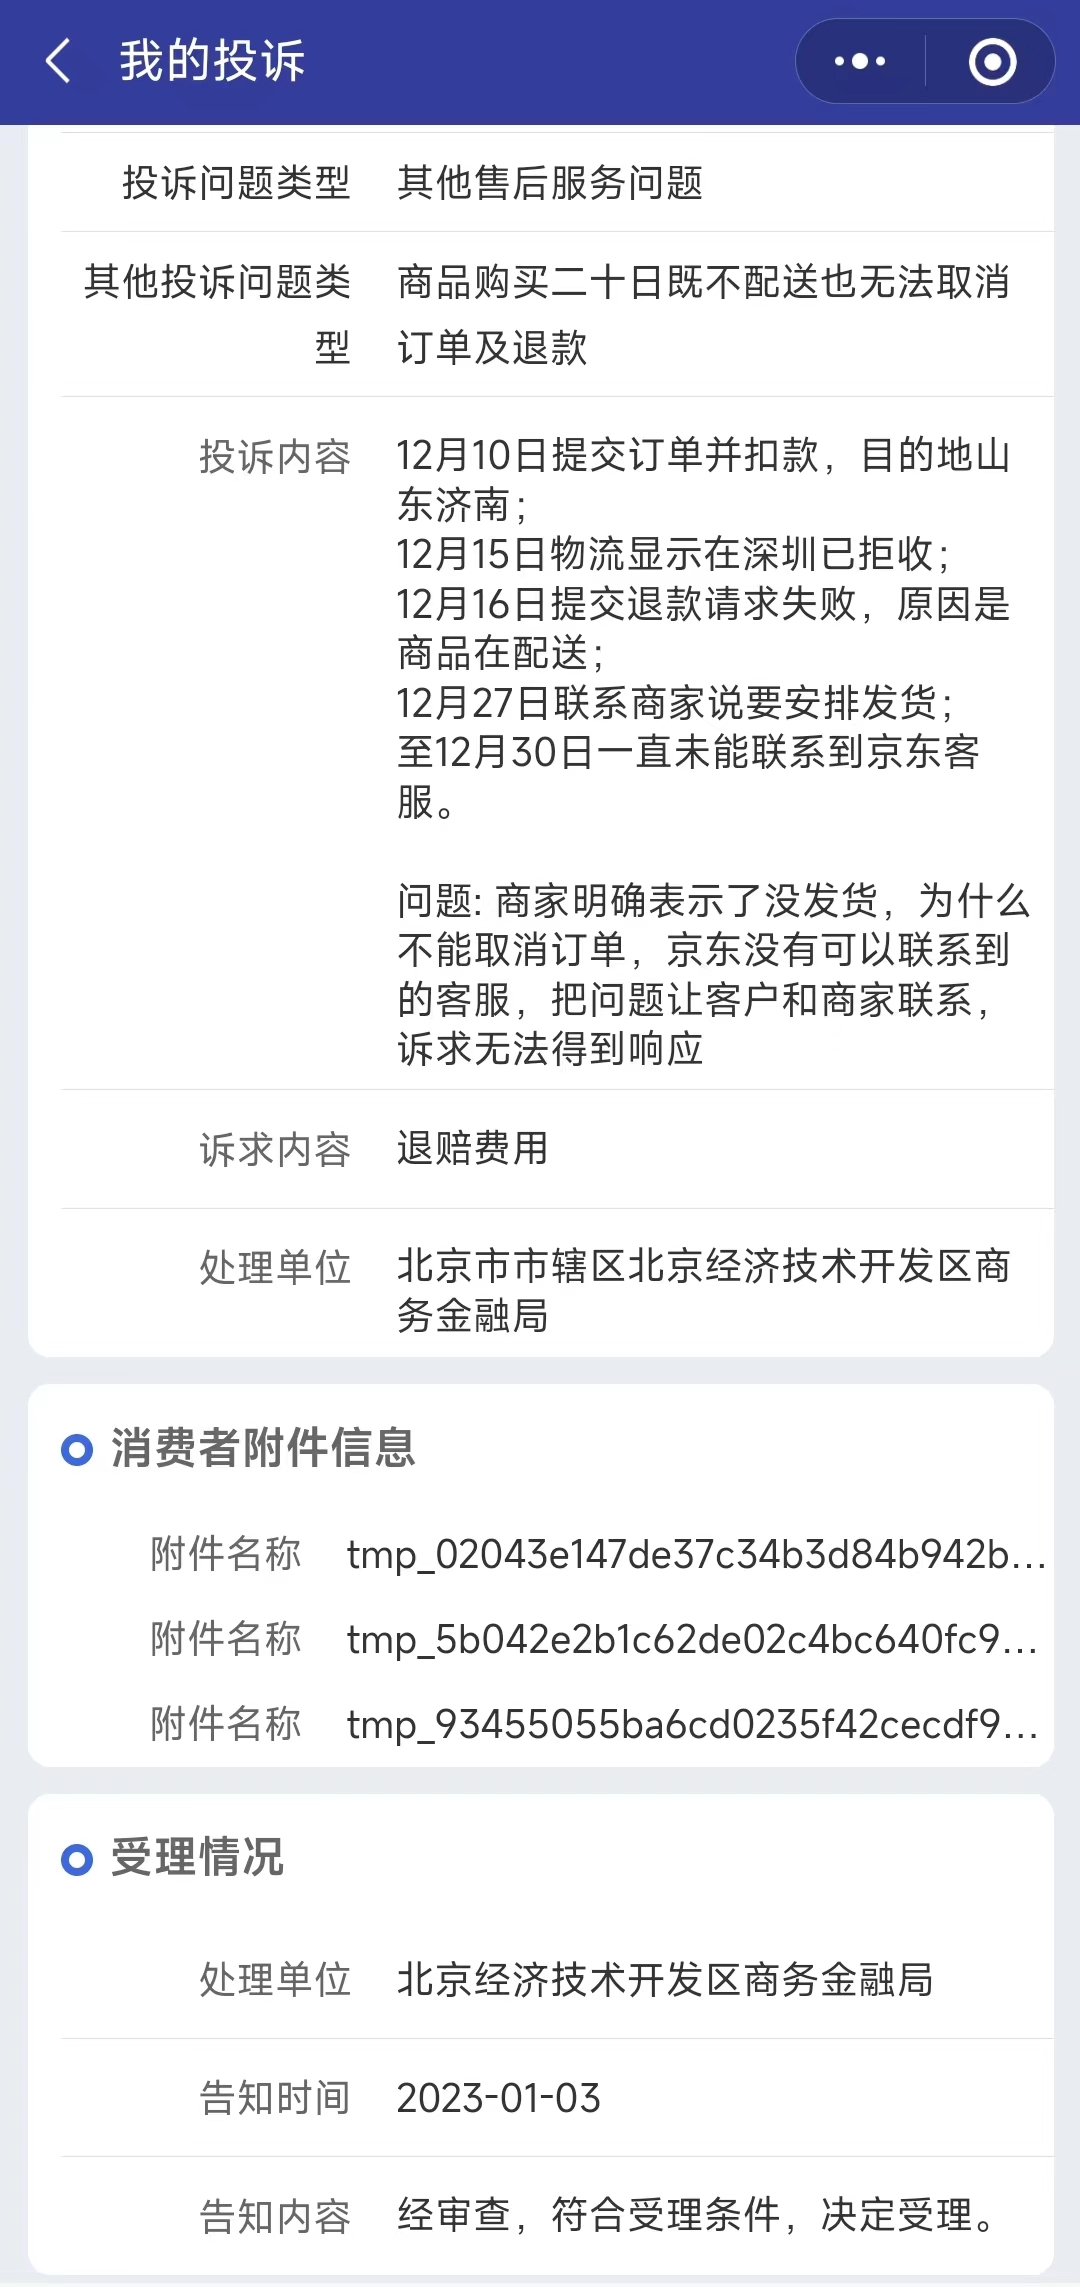 我的投诉
投诉问题类型 其他售后服务问题
其他投诉问题类 商品购买二十日既不配送也无法取消
型 订单及退款
投诉内容 12月10日提交订单并扣款，目的地山
东济南；
12月15日物流显示在深圳已拒收；
12月16日提交退款请求失败，原因是
商品在配送；
12月27日联系商家说要安排发货；
至12月30日一直未能联系到京东客
服。
问题: 商家明确表示了没发货，为什么
不能取消订单，京东没有可以联系到
的客服，把问题让客户和商家联系，
诉求无法得到响应
诉求内容 退赔费用
处理单位 北京市市辖区北京经济技术开发区商
务金融局
消费者附件信息
附件名称 tmp_02043e147de37c34b3d84b942b...
附件名称 tmp_5b042e2b1c62de02c4bc640fc9...
附件名称 tmp_93455055ba6cd0235f42cecdf9...
受理情况
处理单位 北京经济技术开发区商务金融局
告知时间 2023-01-03
告知内容 经审查，符合受理条件，决定受理。